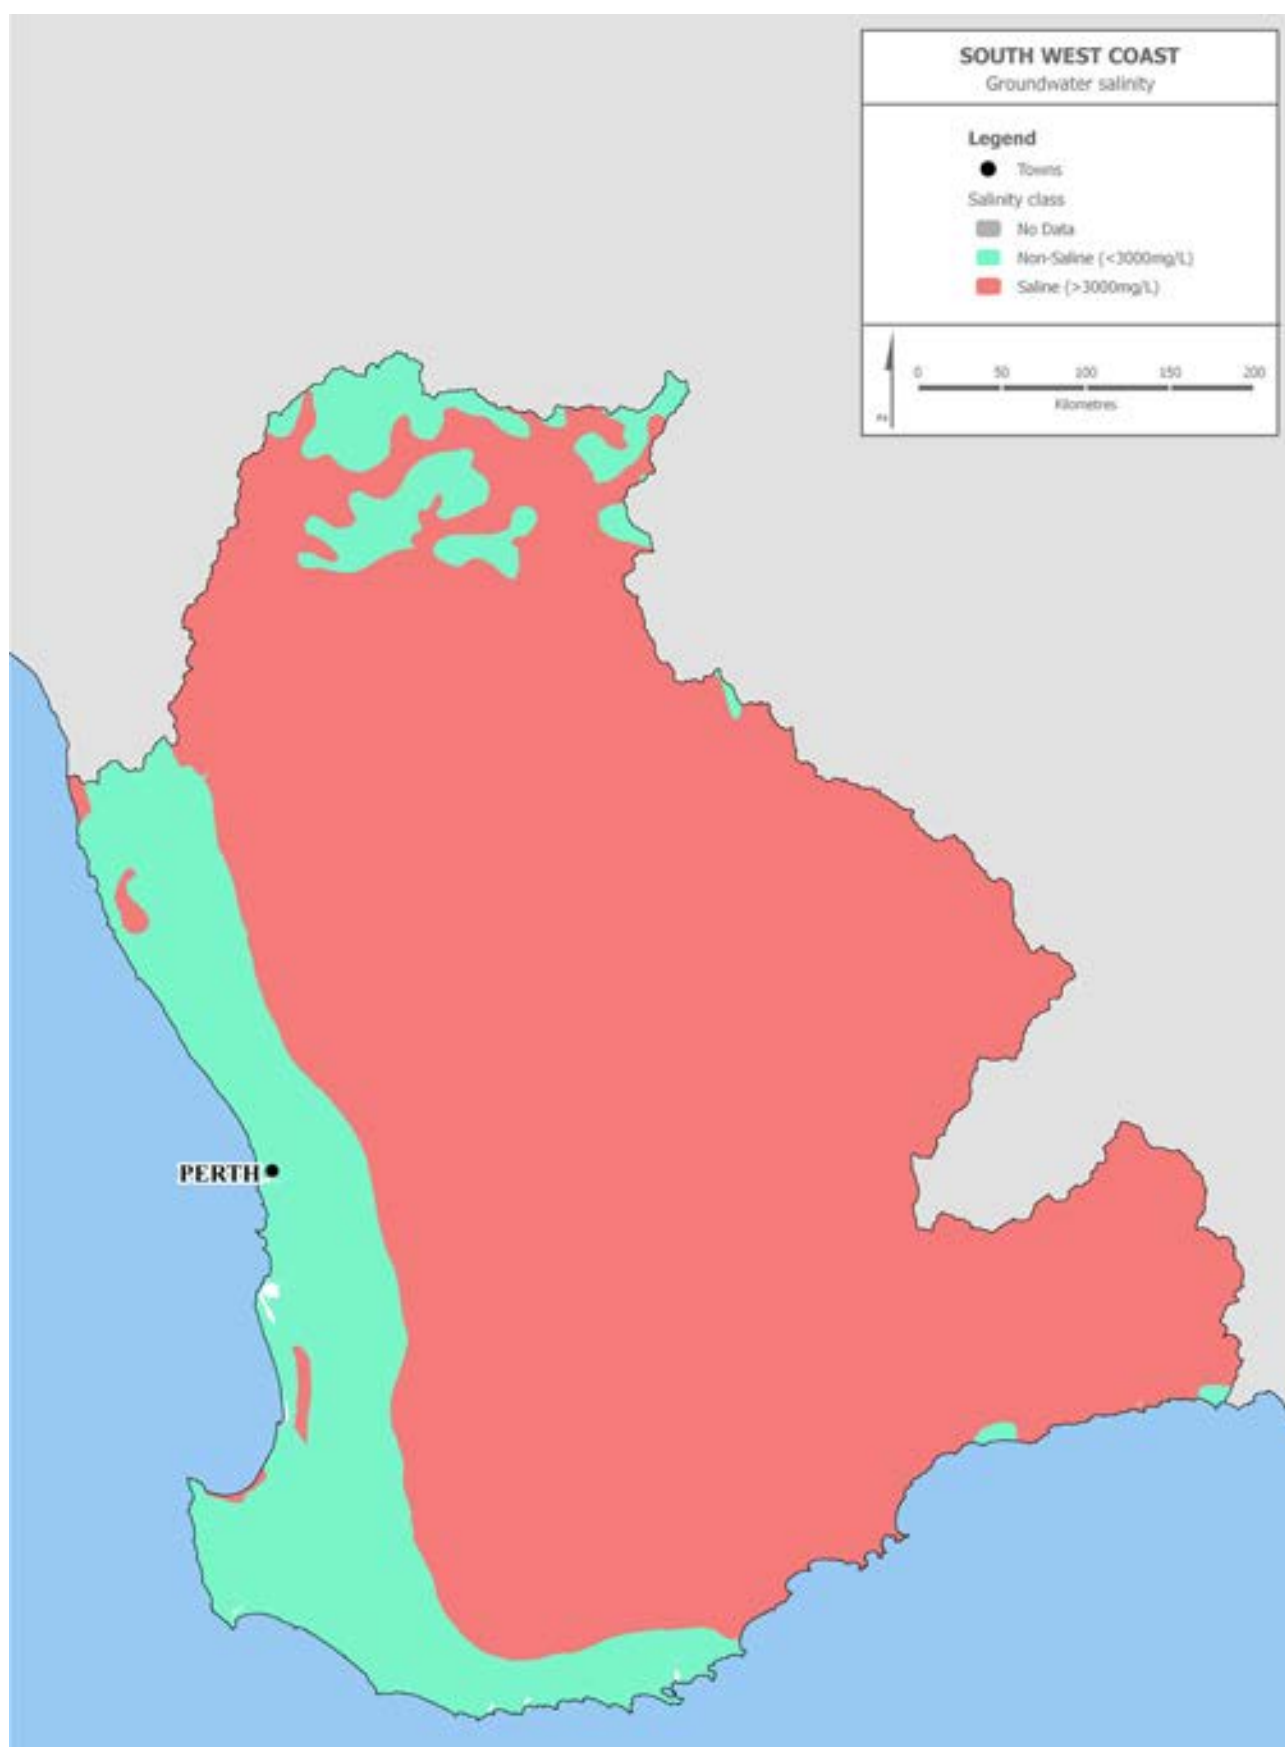 SOUTH WEST COAST
Groundwater salinity
Legend
Towns
Salinity class
No Data
Non-Saline (<3000mg/L)
Saline (>3000mg/L)
0 50 100 150 200
Kilometres
N
PERTH